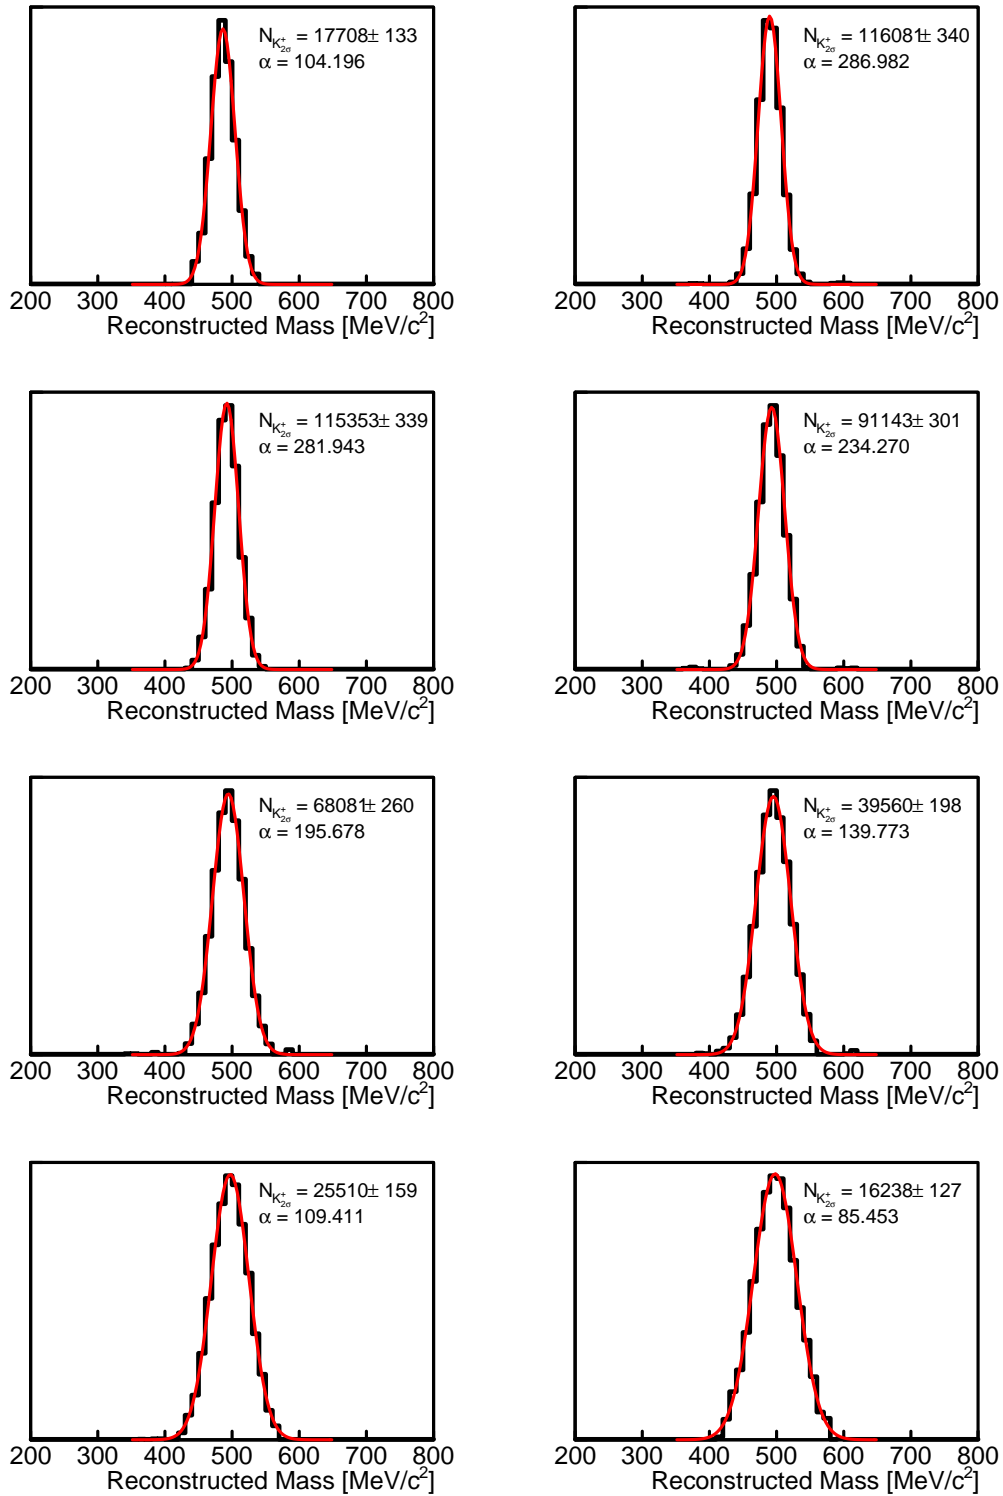 N_{K^{+}_{2σ}} = 17708± 133
α = 104.196
200 300 400 500 600 700 800
Reconstructed Mass [MeV/c²]
N_{K^{+}_{2σ}} = 116081± 340
α = 286.982
200 300 400 500 600 700 800
Reconstructed Mass [MeV/c²]
N_{K^{+}_{2σ}} = 115353± 339
α = 281.943
200 300 400 500 600 700 800
Reconstructed Mass [MeV/c²]
N_{K^{+}_{2σ}} = 91143± 301
α = 234.270
200 300 400 500 600 700 800
Reconstructed Mass [MeV/c²]
N_{K^{+}_{2σ}} = 68081± 260
α = 195.678
200 300 400 500 600 700 800
Reconstructed Mass [MeV/c²]
N_{K^{+}_{2σ}} = 39560± 198
α = 139.773
200 300 400 500 600 700 800
Reconstructed Mass [MeV/c²]
N_{K^{+}_{2σ}} = 25510± 159
α = 109.411
200 300 400 500 600 700 800
Reconstructed Mass [MeV/c²]
N_{K^{+}_{2σ}} = 16238± 127
α = 85.453
200 300 400 500 600 700 800
Reconstructed Mass [MeV/c²]